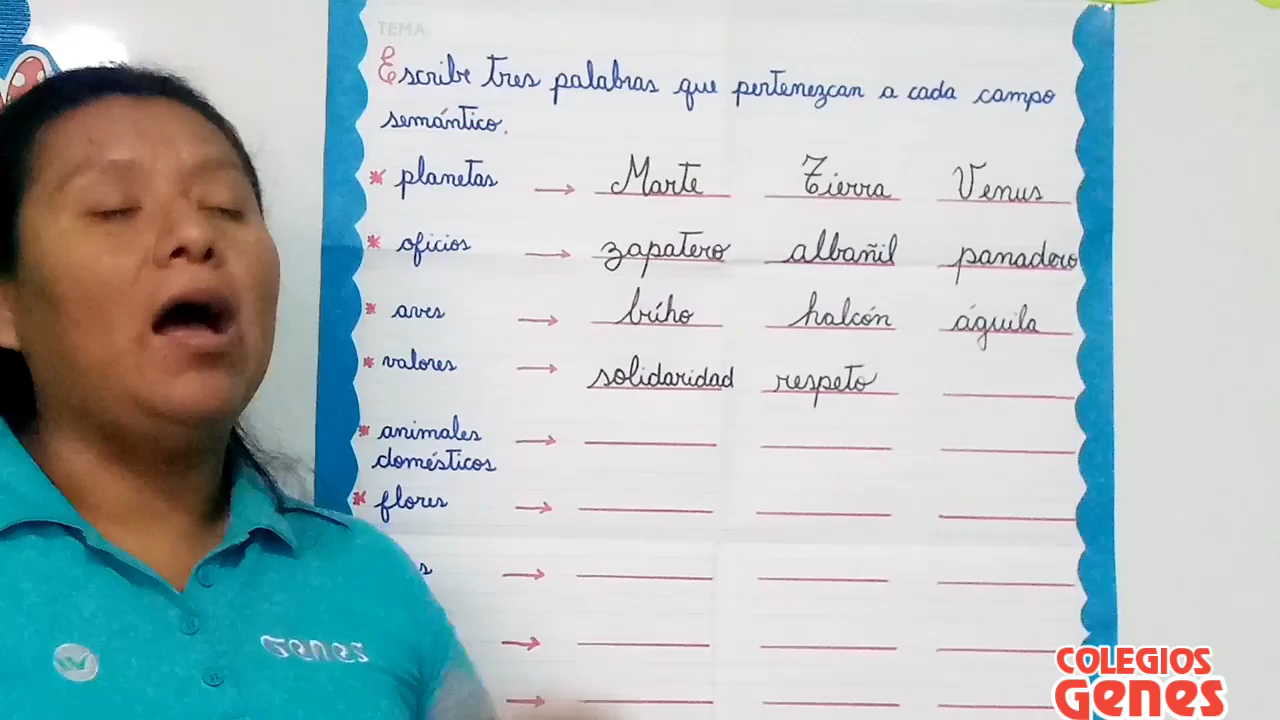 TEMA:
Escribe tres palabras que pertenezcan a cada campo
semántico.
* planetas → Marte Tierra Venus
* oficios → zapatero albañil panadero
* aves → búho halcón águila
* valores → solidaridad respeto
* animales →
domésticos
* flores →
s →
→
→
Genes
COLEGIOS
Genes